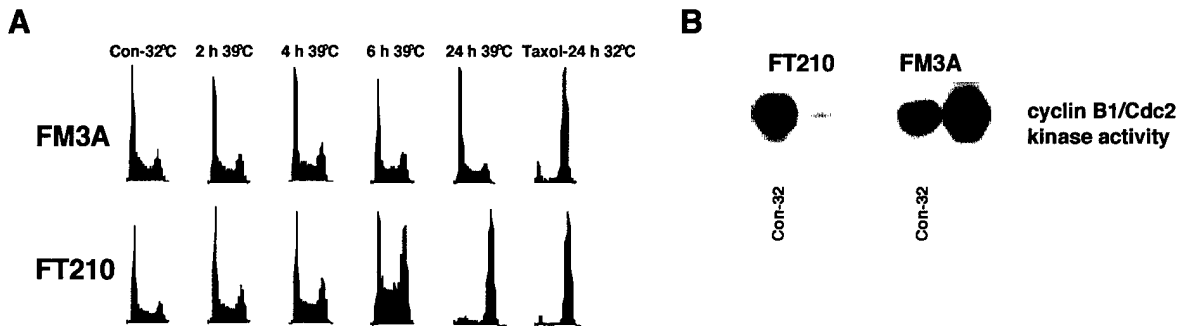 A
Con-32°C 2 h 39°C 4 h 39°C 6 h 39°C 24 h 39°C Taxol-24 h 32°C
FM3A
FT210
B
FT210 FM3A
cyclin B1/Cdc2
kinase activity
Con-32 Con-32